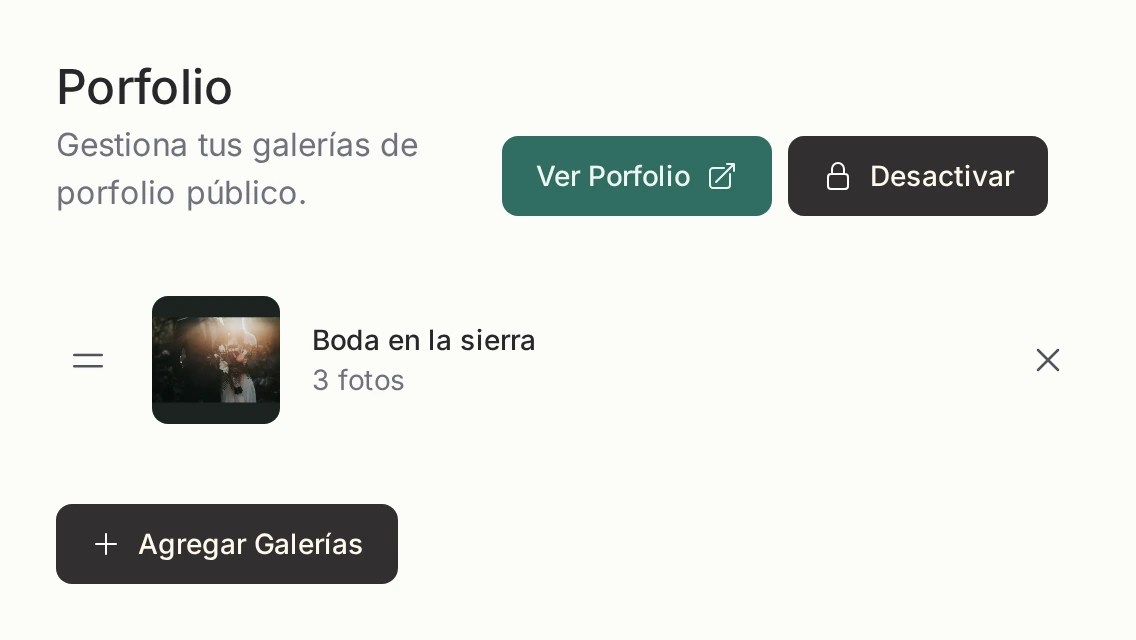 Porfolio
Gestiona tus galerías de
porfolio público.
Ver Porfolio
Desactivar
Boda en la sierra
3 fotos
Agregar Galerías